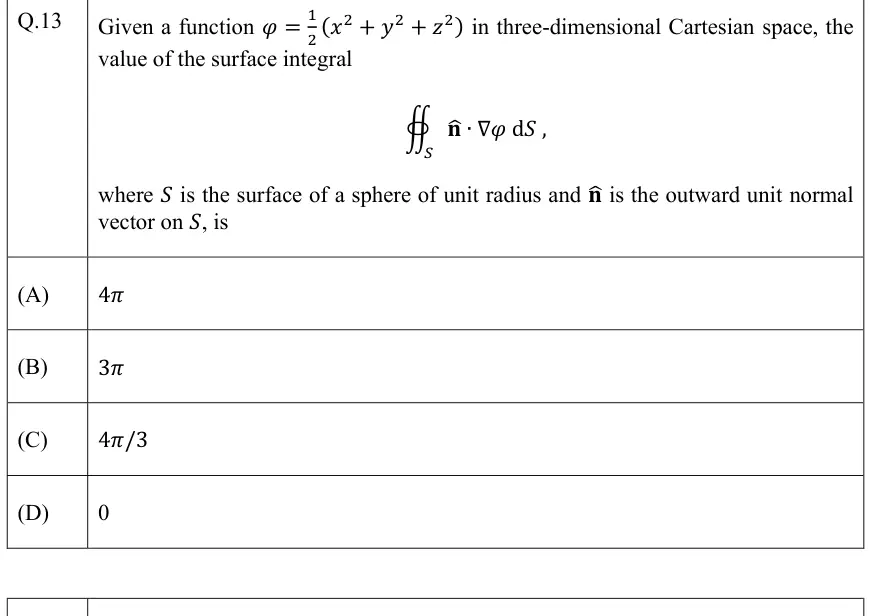 Q.13
Given a function φ = 1/2 (x² + y² + z²) in three-dimensional Cartesian space, the
value of the surface integral
∯_S n̂ · ∇φ dS ,
where S is the surface of a sphere of unit radius and n̂ is the outward unit normal
vector on S, is
(A) 4π
(B) 3π
(C) 4π/3
(D) 0